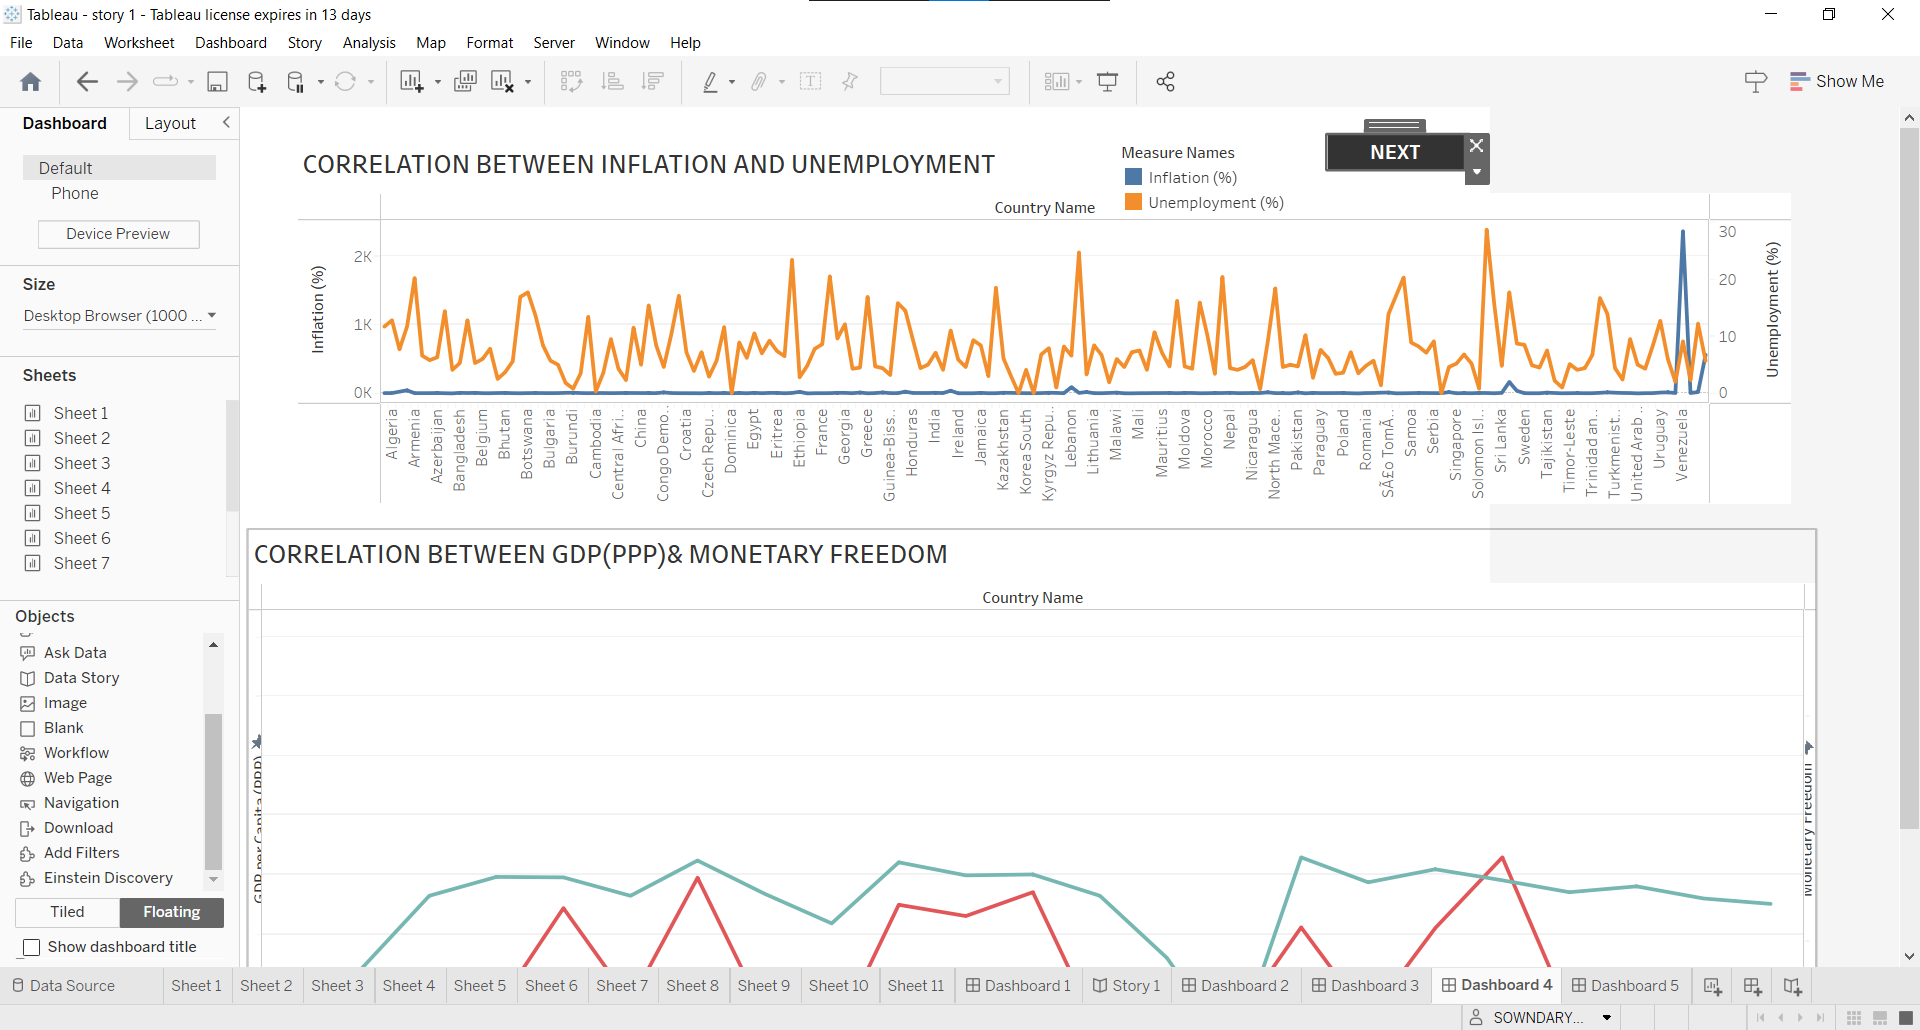 Tableau - story 1 - Tableau license expires in 13 days
File Data Worksheet Dashboard Story Analysis Map Format Server Window Help
Show Me
Dashboard Layout
Default
Phone
Device Preview
Size
Desktop Browser (1000 ...
Sheets
Sheet 1
Sheet 2
Sheet 3
Sheet 4
Sheet 5
Sheet 6
Sheet 7
Objects
Ask Data
Data Story
Image
Blank
Workflow
Web Page
Navigation
Download
Add Filters
Einstein Discovery
Tiled Floating
Show dashboard title
CORRELATION BETWEEN INFLATION AND UNEMPLOYMENT
Measure Names
Inflation (%)
Unemployment (%)
NEXT
Country Name
Inflation (%)
2K
1K
0K
30
20
10
0
Unemployment (%)
Algeria
Armenia
Azerbaijan
Bangladesh
Belgium
Bhutan
Botswana
Bulgaria
Burundi
Cambodia
Central Afri..
China
Congo Demo..
Croatia
Czech Repu..
Dominica
Egypt
Eritrea
Ethiopia
France
Georgia
Greece
Guinea-Biss..
Honduras
India
Ireland
Jamaica
Kazakhstan
Korea South
Kyrgyz Repu..
Lebanon
Lithuania
Malawi
Mali
Mauritius
Moldova
Morocco
Nepal
Nicaragua
North Mace..
Pakistan
Paraguay
Poland
Romania
SÃ£o TomÃ..
Samoa
Serbia
Singapore
Solomon Isl..
Sri Lanka
Sweden
Tajikistan
Timor-Leste
Trinidad an..
Turkmenist..
United Arab..
Uruguay
Venezuela
CORRELATION BETWEEN GDP(PPP)& MONETARY FREEDOM
Country Name
GDP per Capita (PPP)
Monetary Freedom
Data Source Sheet 1 Sheet 2 Sheet 3 Sheet 4 Sheet 5 Sheet 6 Sheet 7 Sheet 8 Sheet 9 Sheet 10 Sheet 11 Dashboard 1 Story 1 Dashboard 2 Dashboard 3 Dashboard 4 Dashboard 5
SOWNDARY...